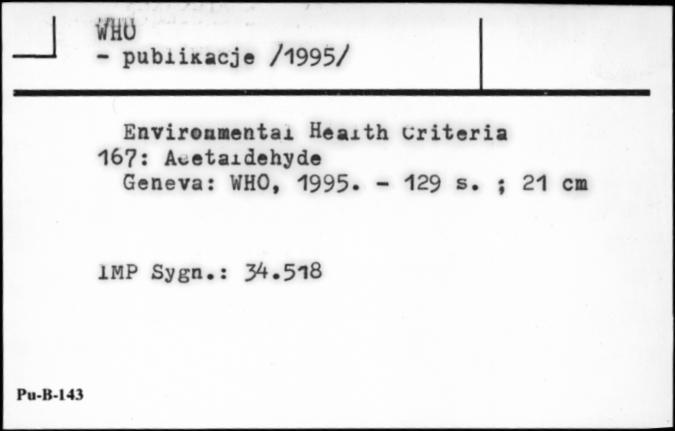 WHO
- publikacje /1995/
Environmental Health Criteria
167: Acetaldehyde
Geneva: WHO, 1995. - 129 s. ; 21 cm
IMP Sygn.: 34.518
Pu-B-143